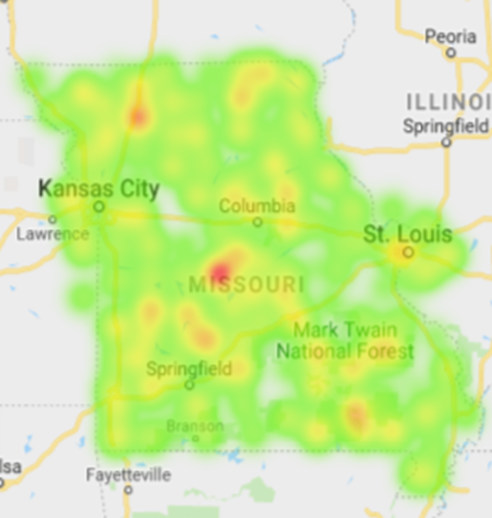 Peoria
ILLINOI
Springfield
Kansas City
Columbia
Lawrence
St. Louis
MISSOURI
Mark Twain
National Forest
Springfield
Branson
lsa
Fayetteville